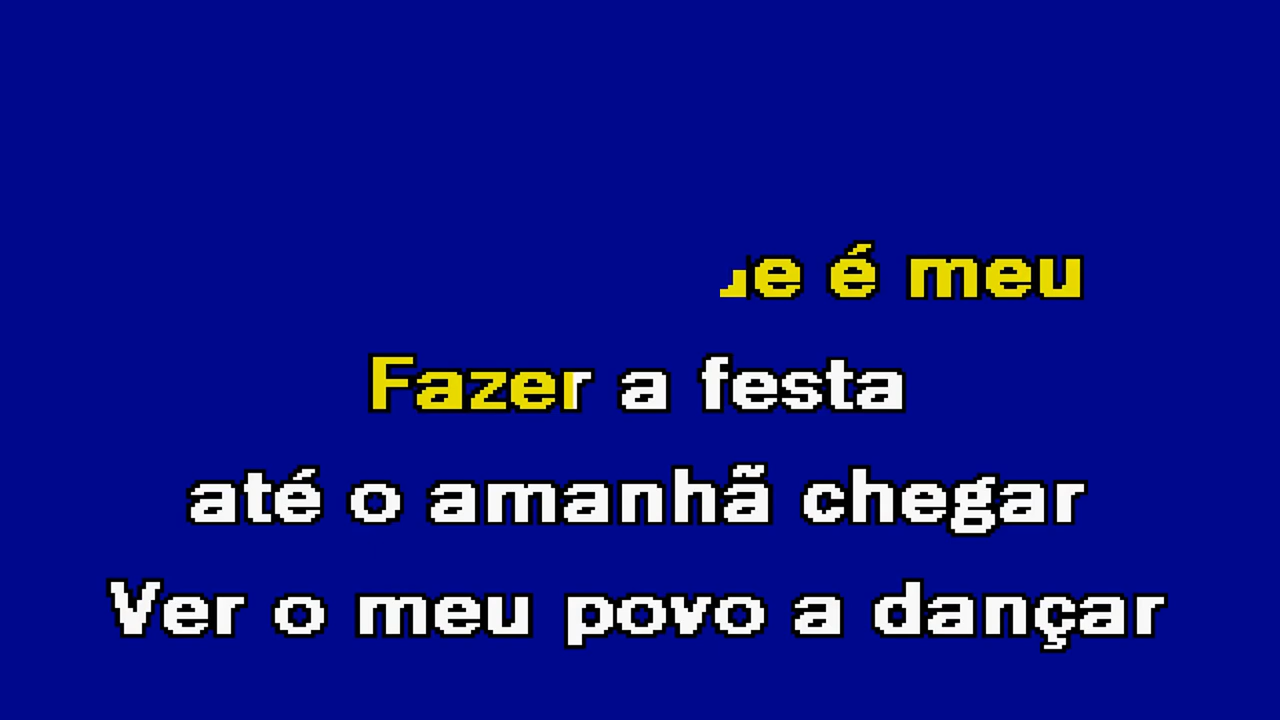 é meu
Fazer a festa
até o amanhã chegar
Ver o meu povo a dançar